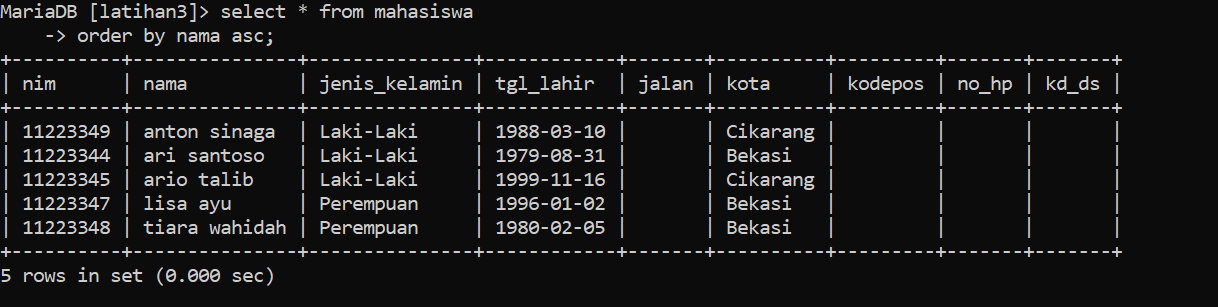 MariaDB [latihan3]> select * from mahasiswa
    -> order by nama asc;
+----------+---------------+---------------+------------+-------+----------+---------+-------+-------+
| nim      | nama          | jenis_kelamin | tgl_lahir  | jalan | kota     | kodepos | no_hp | kd_ds |
+----------+---------------+---------------+------------+-------+----------+---------+-------+-------+
| 11223349 | anton sinaga  | Laki-Laki     | 1988-03-10 |       | Cikarang |         |       |       |
| 11223344 | ari santoso   | Laki-Laki     | 1979-08-31 |       | Bekasi   |         |       |       |
| 11223345 | ario talib    | Laki-Laki     | 1999-11-16 |       | Cikarang |         |       |       |
| 11223347 | lisa ayu      | Perempuan     | 1996-01-02 |       | Bekasi   |         |       |       |
| 11223348 | tiara wahidah | Perempuan     | 1980-02-05 |       | Bekasi   |         |       |       |
+----------+---------------+---------------+------------+-------+----------+---------+-------+-------+
5 rows in set (0.000 sec)